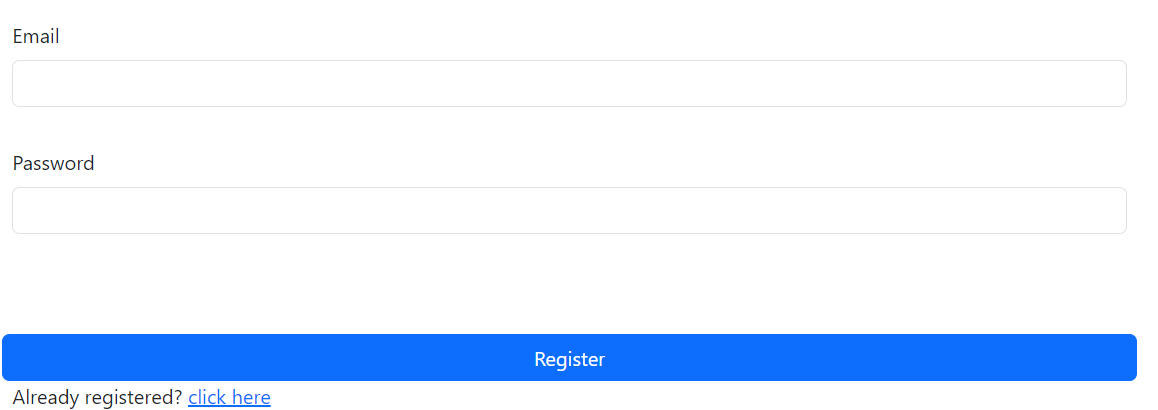 Email
Password
Register
Already registered? click here